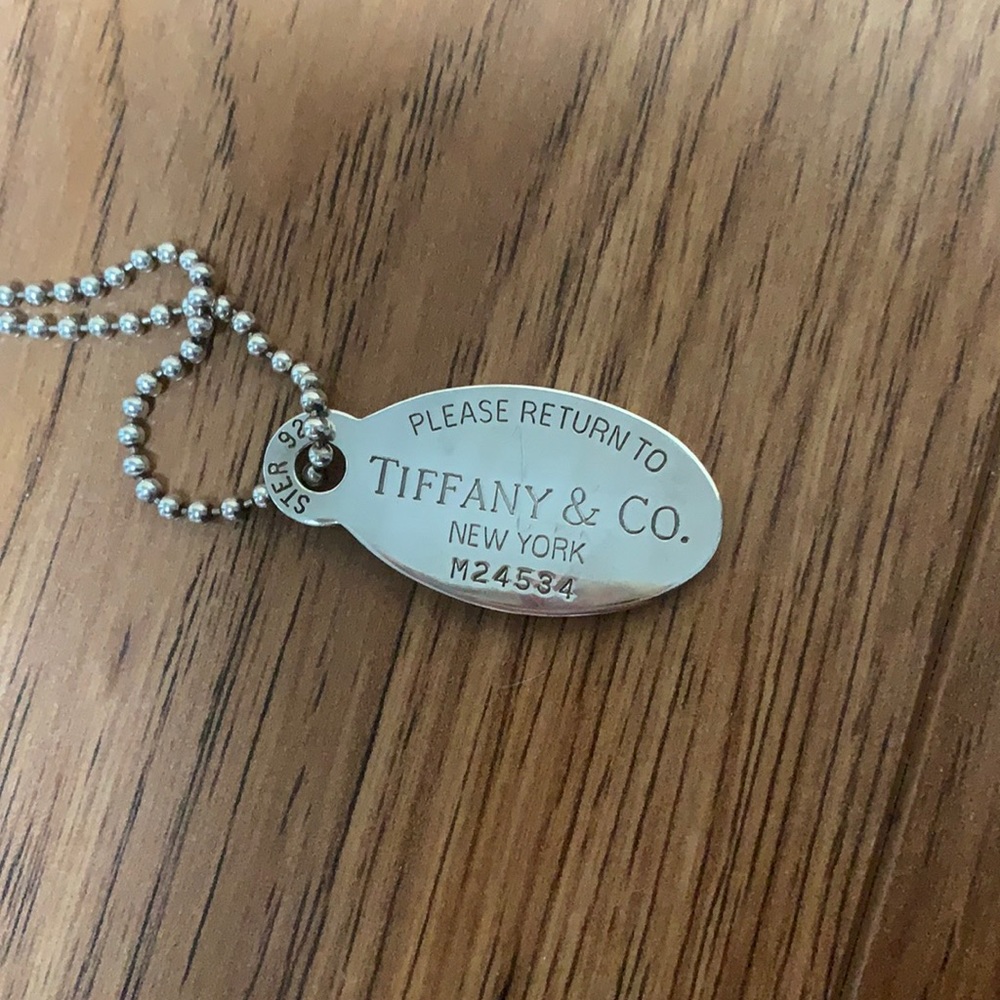 PLEASE RETURN TO
TIFFANY & CO.
NEW YORK
M24534
STER 92